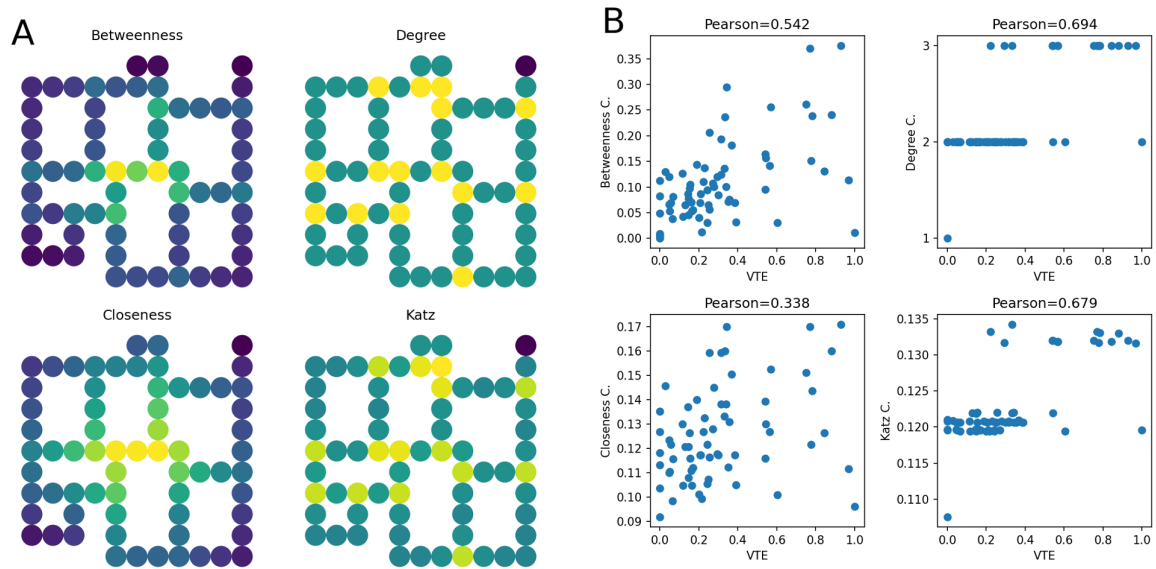 A
Betweenness
Degree
Closeness
Katz
B
Pearson=0.542
Betweenness C.
0.35
0.30
0.25
0.20
0.15
0.10
0.05
0.00
0.0 0.2 0.4 0.6 0.8 1.0
VTE
Pearson=0.694
Degree C.
3
2
1
0.0 0.2 0.4 0.6 0.8 1.0
VTE
Pearson=0.338
Closeness C.
0.17
0.16
0.15
0.14
0.13
0.12
0.11
0.10
0.09
0.0 0.2 0.4 0.6 0.8 1.0
VTE
Pearson=0.679
Katz C.
0.135
0.130
0.125
0.120
0.115
0.110
0.0 0.2 0.4 0.6 0.8 1.0
VTE